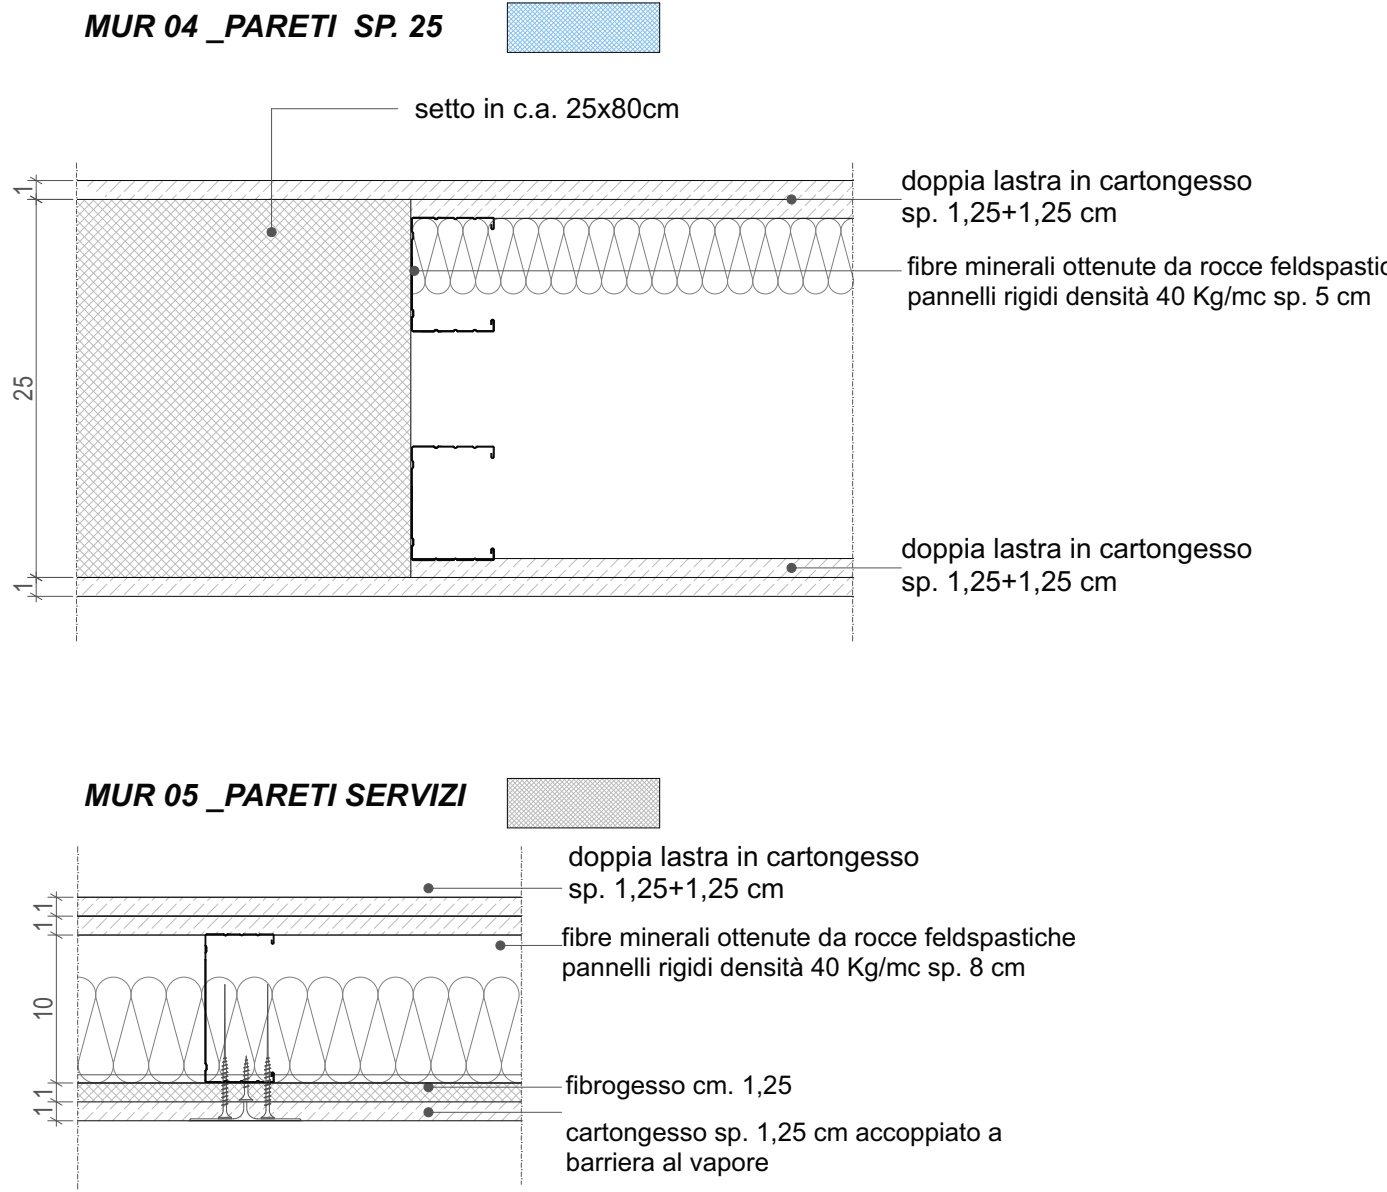 MUR 04 _PARETI  SP. 25
setto in c.a. 25x80cm
1
25
1
doppia lastra in cartongesso
sp. 1,25+1,25 cm
fibre minerali ottenute da rocce feldspastic
pannelli rigidi densità 40 Kg/mc sp. 5 cm
doppia lastra in cartongesso
sp. 1,25+1,25 cm
MUR 05 _PARETI SERVIZI
doppia lastra in cartongesso
sp. 1,25+1,25 cm
1
1
10
1
1
fibre minerali ottenute da rocce feldspastiche
pannelli rigidi densità 40 Kg/mc sp. 8 cm
fibrogesso cm. 1,25
cartongesso sp. 1,25 cm accoppiato a
barriera al vapore